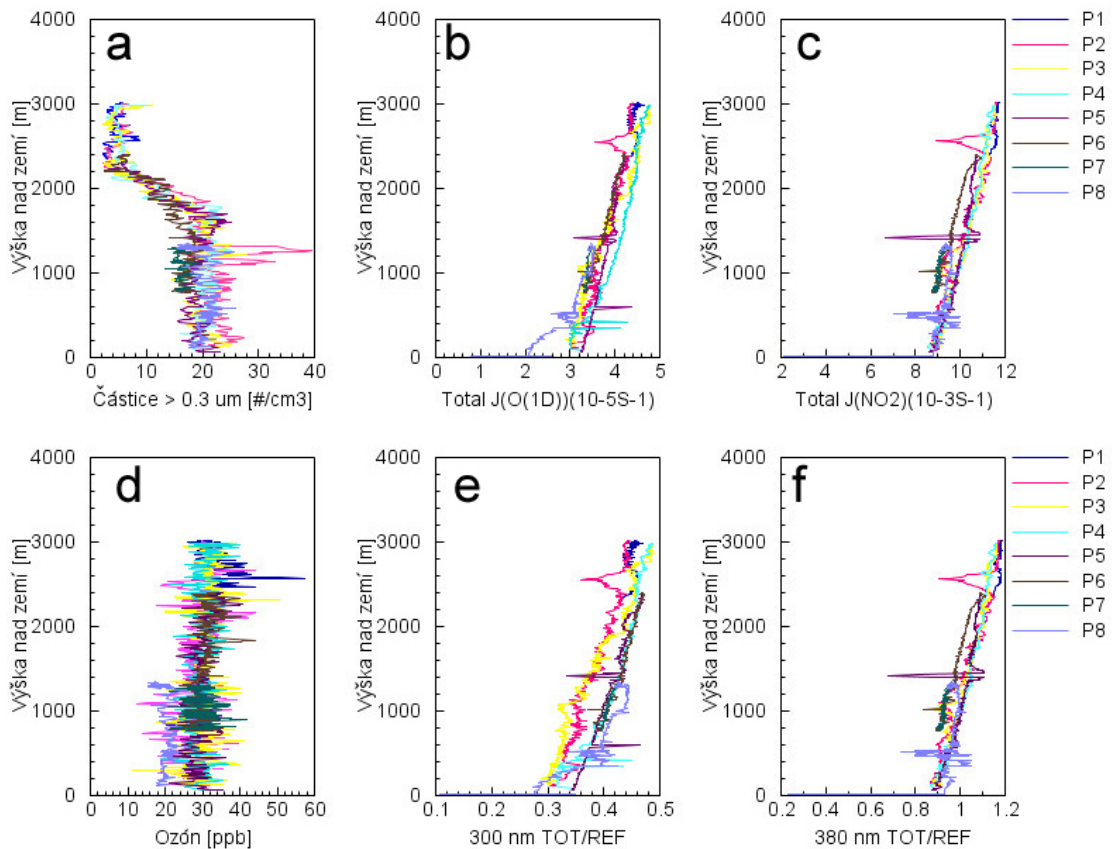 a
4000
3000
2000
1000
0
Výška nad zemí [m]
0 10 20 30 40
Částice > 0.3 um [#/cm3]
b
4000
3000
2000
1000
0
Výška nad zemí [m]
0 1 2 3 4 5
Total J(O(1D))(10-5S-1)
c
4000
3000
2000
1000
0
Výška nad zemí [m]
2 4 6 8 10 12
Total J(NO2)(10-3S-1)
P1
P2
P3
P4
P5
P6
P7
P8
d
4000
3000
2000
1000
0
Výška nad zemí [m]
0 10 20 30 40 50 60
Ozón [ppb]
e
4000
3000
2000
1000
0
Výška nad zemí [m]
0.1 0.2 0.3 0.4 0.5
300 nm TOT/REF
f
4000
3000
2000
1000
0
Výška nad zemí [m]
0.2 0.4 0.6 0.8 1 1.2
380 nm TOT/REF
P1
P2
P3
P4
P5
P6
P7
P8